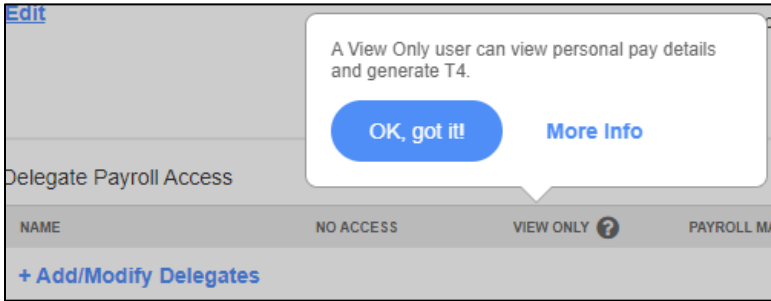 Edit
A View Only user can view personal pay details
and generate T4.
OK, got it!
More Info
Delegate Payroll Access
NAME NO ACCESS VIEW ONLY ? PAYROLL
+ Add/Modify Delegates